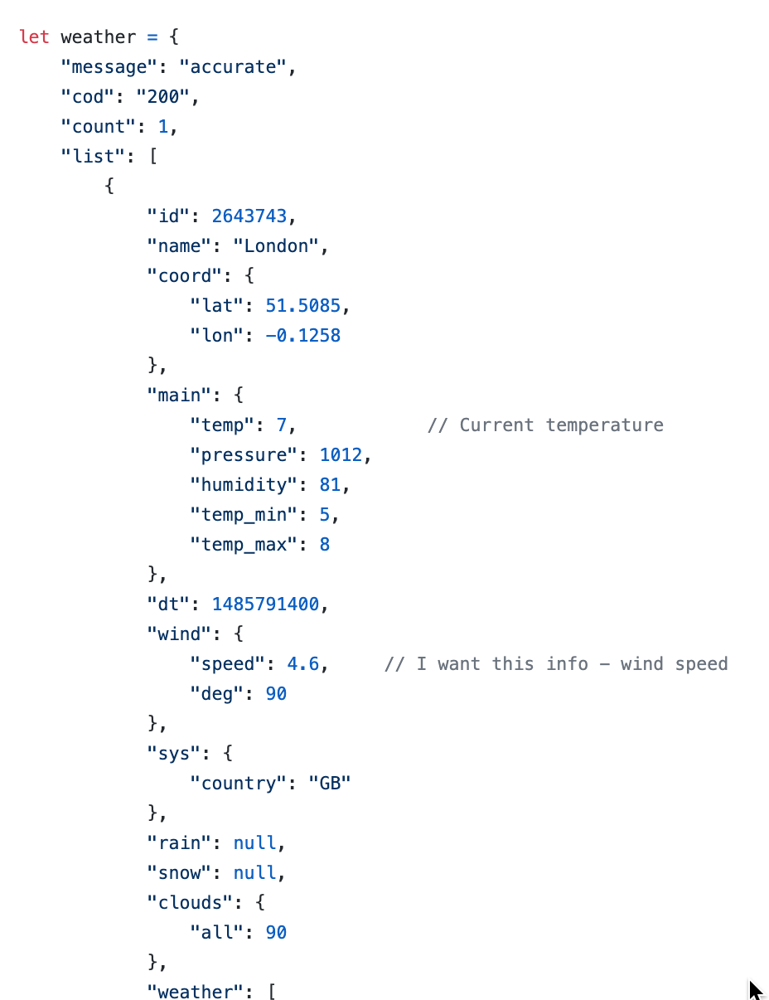 let weather = {
    "message": "accurate",
    "cod": "200",
    "count": 1,
    "list": [
        {
            "id": 2643743,
            "name": "London",
            "coord": {
                "lat": 51.5085,
                "lon": -0.1258
            },
            "main": {
                "temp": 7,            // Current temperature
                "pressure": 1012,
                "humidity": 81,
                "temp_min": 5,
                "temp_max": 8
            },
            "dt": 1485791400,
            "wind": {
                "speed": 4.6,     // I want this info – wind speed
                "deg": 90
            },
            "sys": {
                "country": "GB"
            },
            "rain": null,
            "snow": null,
            "clouds": {
                "all": 90
            },
            "weather": [